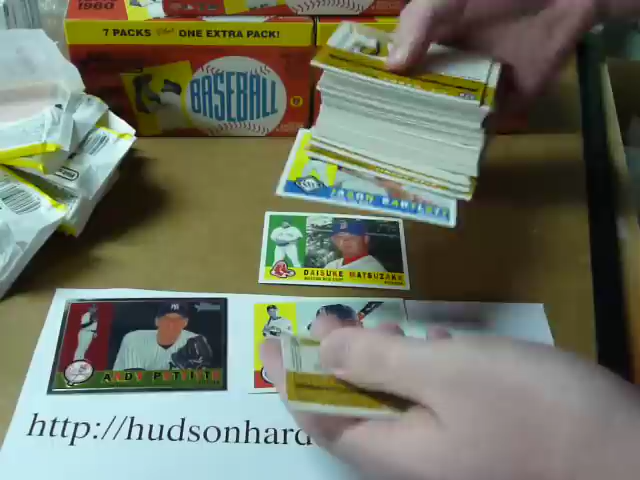 1960
7 PACKS Plus ONE EXTRA PACK!
BASEBALL
JASON BARTLETT
DAISUKE MATSUZAKA
ANDY PETTITTE
http://hudsonhard